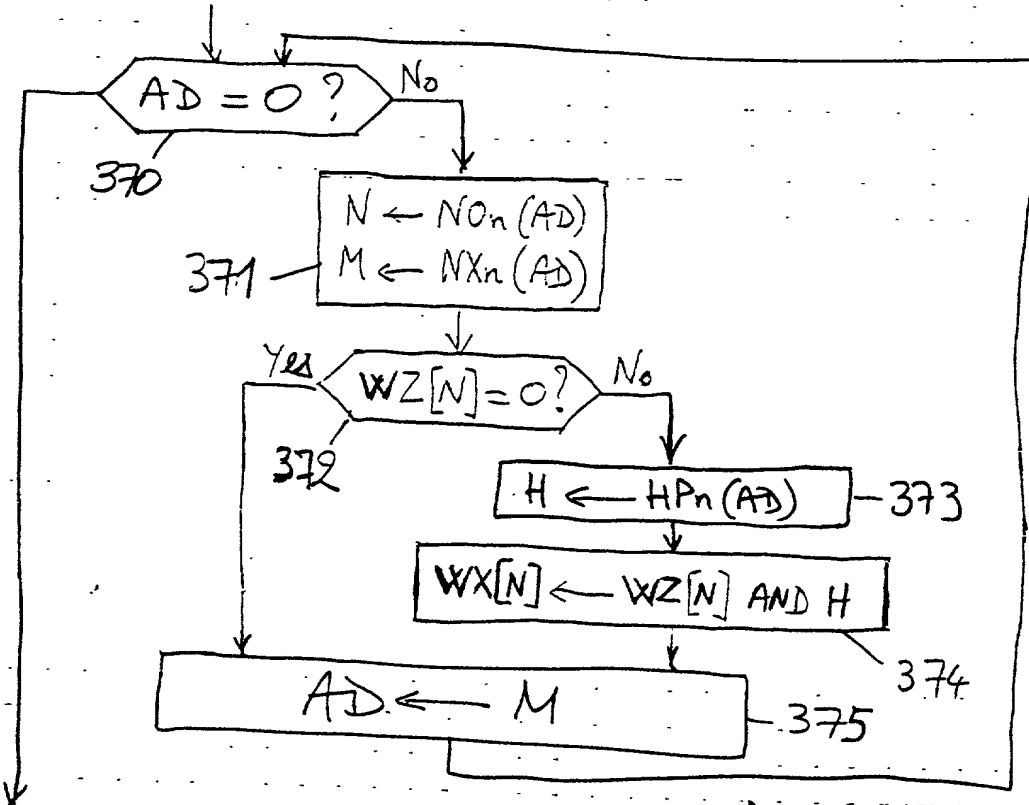 AD = 0 ?
No
370
N ← NOn (AD)
M ← NXn (AD)
371
Yes
WZ[N] = 0?
No
372
H ← HPn (AD)
373
WX[N] ← WZ[N] AND H
374
AD ← M
375